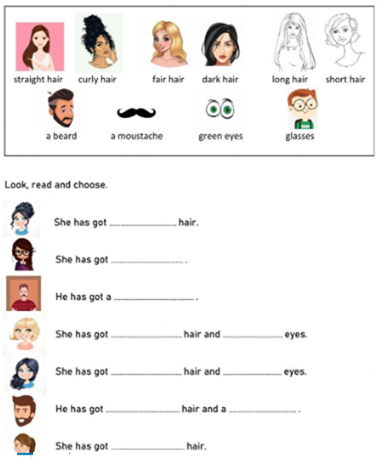 straight hair curly hair fair hair dark hair long hair short hair
a beard a moustache green eyes glasses
Look, read and choose.
She has got ........................ hair.
She has got ........................ .
He has got a ........................ .
She has got ........................ hair and .................... eyes.
She has got ........................ hair and .................... eyes.
He has got ........................ hair and a ........................ .
She has got ........................ hair.